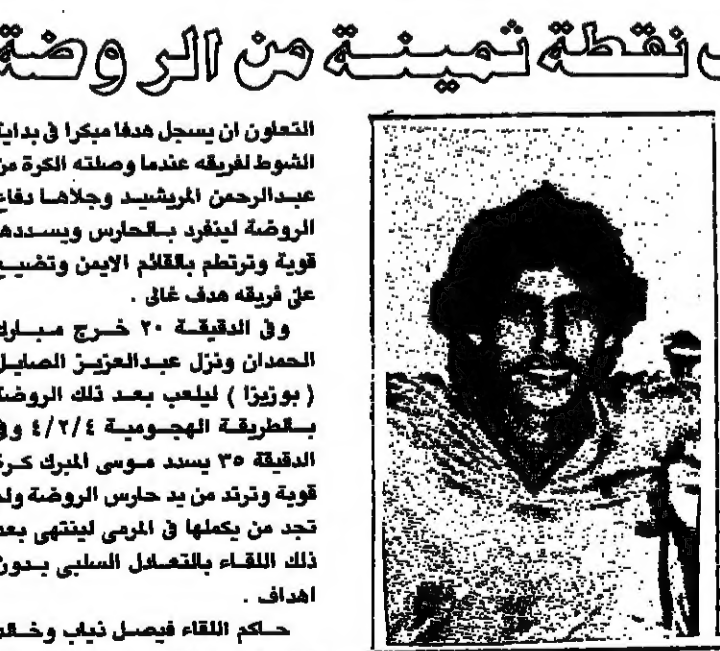 نقطة ثمينة من الروضة
التعاون ان يسجل هدفا مبكرا في بداية
الشوط لفريقه عندما وصلته الكرة من
عبدالرحمن المريشيد وجلاها دفاع
الروضة لينفرد بالحارس ويسددها
قوية وترتطم بالقائم الايمن وتضيع
على فريقه هدف غالى .
وفي الدقيقة ٢٠ خرج مبارك
الحمدان ونزل عبدالعزيز الصايل
( بوزيزا ) ليلعب بعد ذلك الروضة
بالطريقة الهجومية ٤/٢/٤ وفي
الدقيقة ٣٥ يسدد موسى المبرك كرة
قوية وترتد من يد حارس الروضة ولم
تجد من يكملها في المرمى لينتهى بعد
ذلك اللقاء بالتعادل السلبى بدون
اهداف .
حاكم اللقاء فيصل ذياب وخالد